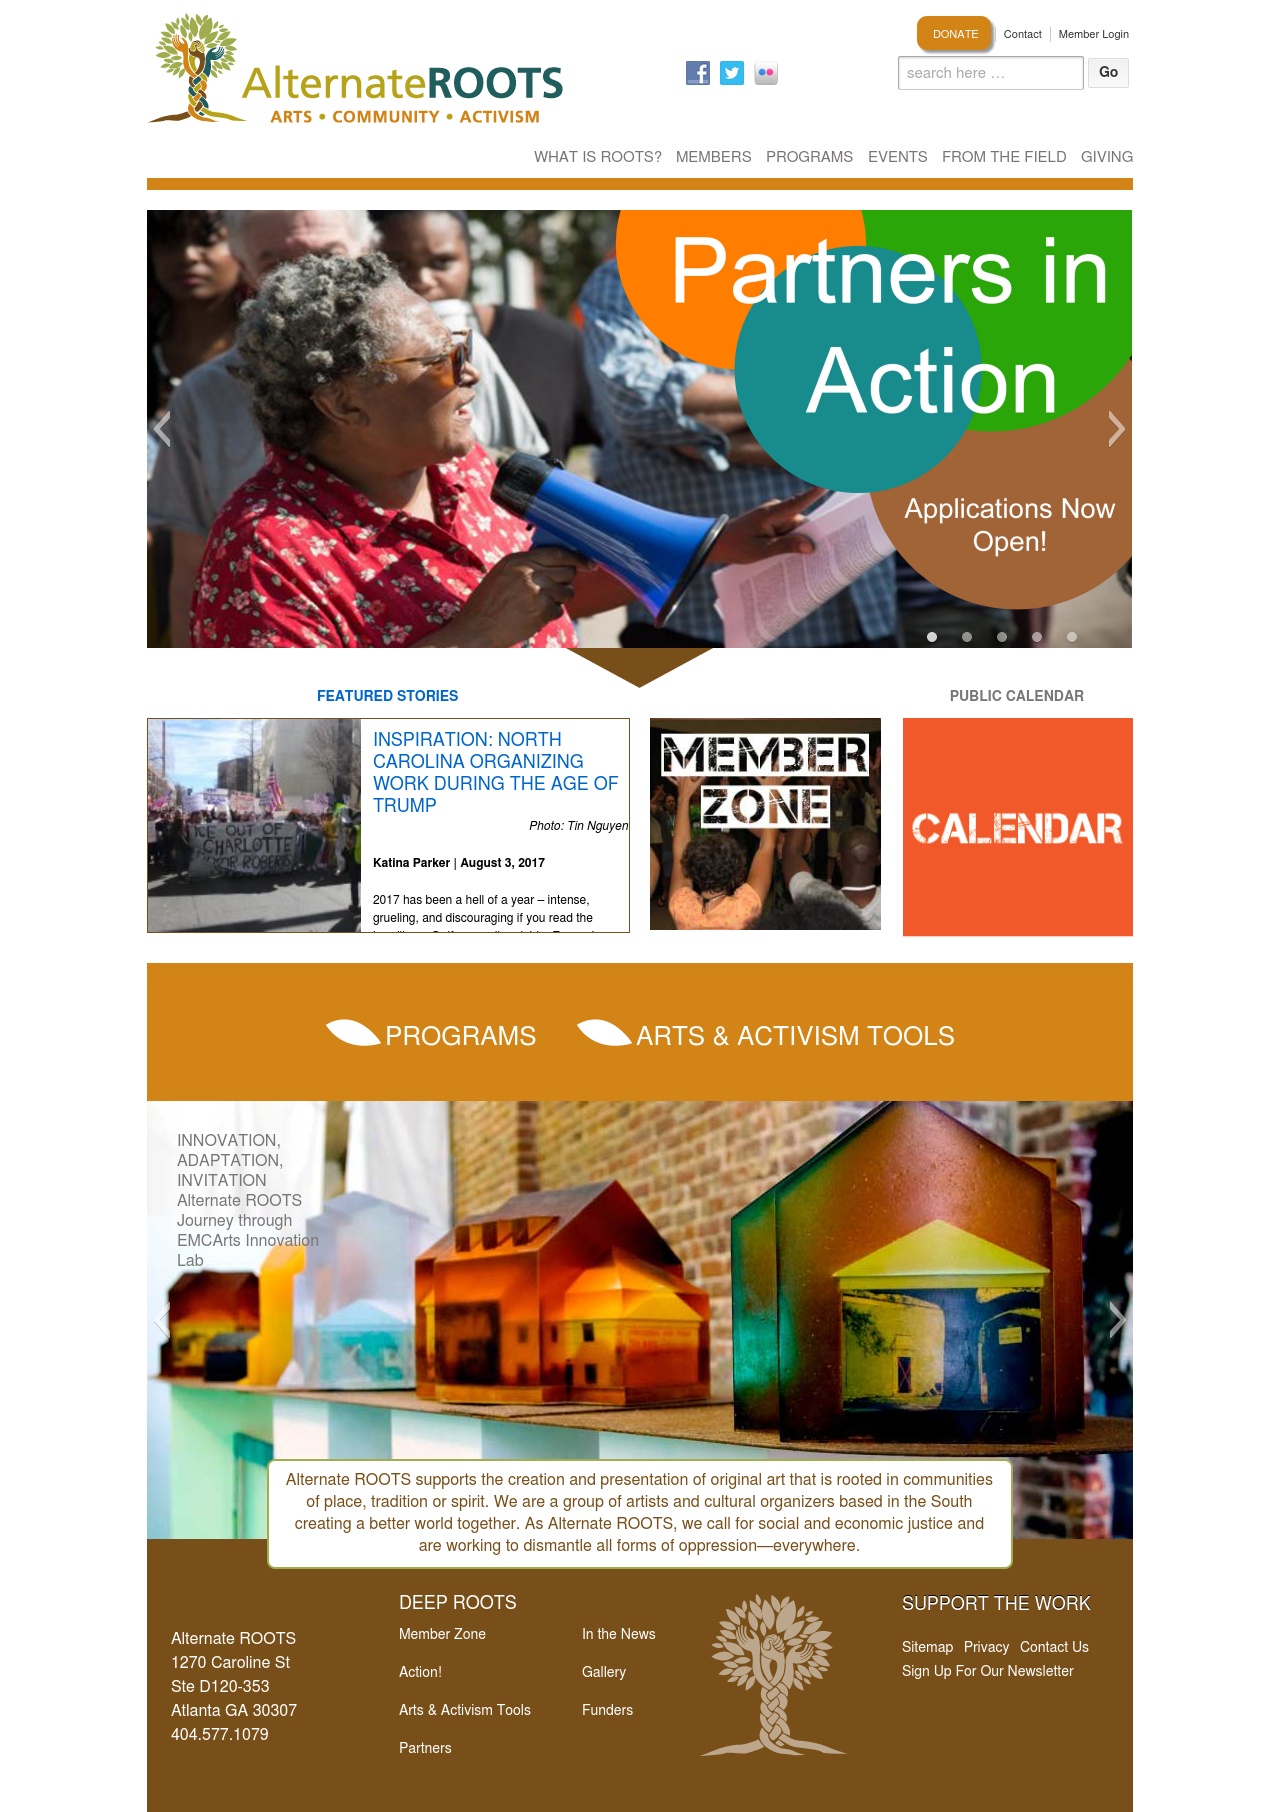 DONATE
Contact
Member Login
AlternateROOTS
ARTS • COMMUNITY • ACTIVISM
search here …
Go
WHAT IS ROOTS? MEMBERS PROGRAMS EVENTS FROM THE FIELD GIVING
Partners in
Action
Applications Now
Open!
FEATURED STORIES
PUBLIC CALENDAR
ICE OUT OF
CHARLOTTE
INSPIRATION: NORTH
CAROLINA ORGANIZING
WORK DURING THE AGE OF
TRUMP
Photo: Tin Nguyen
Katina Parker | August 3, 2017
2017 has been a hell of a year – intense,
grueling, and discouraging if you read the
MEMBER
ZONE
CALENDAR
PROGRAMS
ARTS & ACTIVISM TOOLS
INNOVATION,
ADAPTATION,
INVITATION
Alternate ROOTS
Journey through
EMCArts Innovation
Lab
Alternate ROOTS supports the creation and presentation of original art that is rooted in communities
of place, tradition or spirit. We are a group of artists and cultural organizers based in the South
creating a better world together. As Alternate ROOTS, we call for social and economic justice and
are working to dismantle all forms of oppression—everywhere.
Alternate ROOTS
1270 Caroline St
Ste D120-353
Atlanta GA 30307
404.577.1079
DEEP ROOTS
Member Zone
Action!
Arts & Activism Tools
Partners
In the News
Gallery
Funders
SUPPORT THE WORK
Sitemap Privacy Contact Us
Sign Up For Our Newsletter